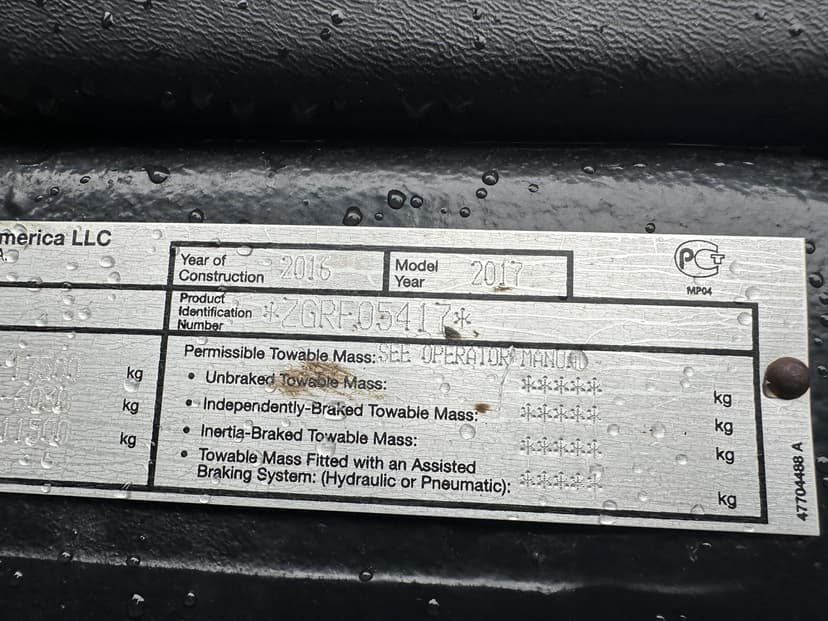 merica LLC
A.
Year of Construction 2016
Model Year 2017
Product Identification Number *ZGRF05417*
PCT
MP04
Permissible Towable Mass: SEE OPERATOR MANUAL
• Unbraked Towable Mass: ***** kg
• Independently-Braked Towable Mass: ***** kg
• Inertia-Braked Towable Mass: ***** kg
• Towable Mass Fitted with an Assisted
Braking System: (Hydraulic or Pneumatic): ***** kg
kg
kg
11500 kg
47704488 A